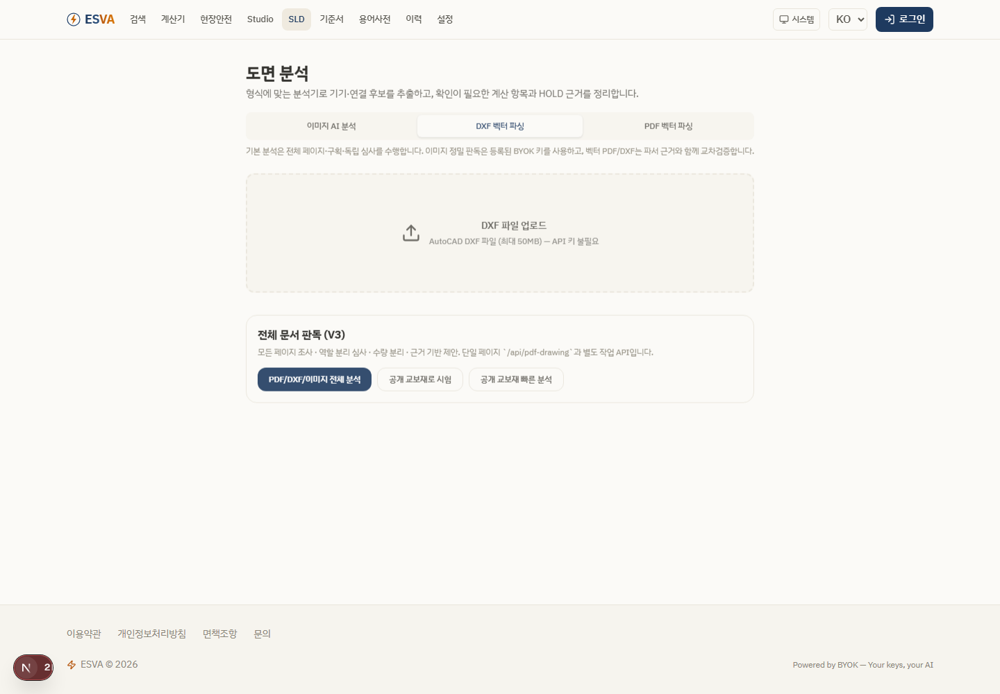 ESVA 검색 계산기 현장안전 Studio SLD 기준서 용어사전 이력 설정 시스템 KO 로그인
도면 분석
형식에 맞는 분석기로 기기·연결 후보를 추출하고, 확인이 필요한 계산 항목과 HOLD 근거를 정리합니다.
이미지 AI 분석 DXF 벡터 파싱 PDF 벡터 파싱
기본 분석은 전체 페이지·구획·독립 심사를 수행합니다. 이미지 정밀 판독은 등록된 BYOK 키를 사용하고, 벡터 PDF/DXF는 파서 근거와 함께 교차검증합니다.
DXF 파일 업로드
AutoCAD DXF 파일 (최대 50MB) — API 키 불필요
전체 문서 판독 (V3)
모든 페이지 조사 · 역할 분리 심사 · 수량 분리 · 근거 기반 제안. 단일 페이지 `/api/pdf-drawing`과 별도 작업 API입니다.
PDF/DXF/이미지 전체 분석 공개 교보재로 시험 공개 교보재 빠른 분석
이용약관 개인정보처리방침 면책조항 문의
N 2
ESVA © 2026
Powered by BYOK — Your keys, your AI